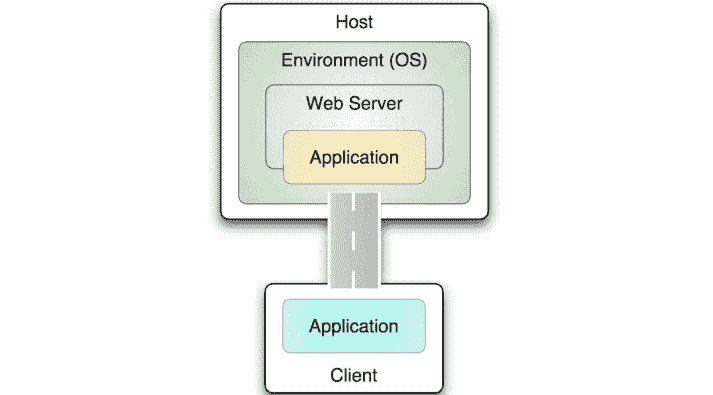 Host
Environment (OS)
Web Server
Application
Application
Client